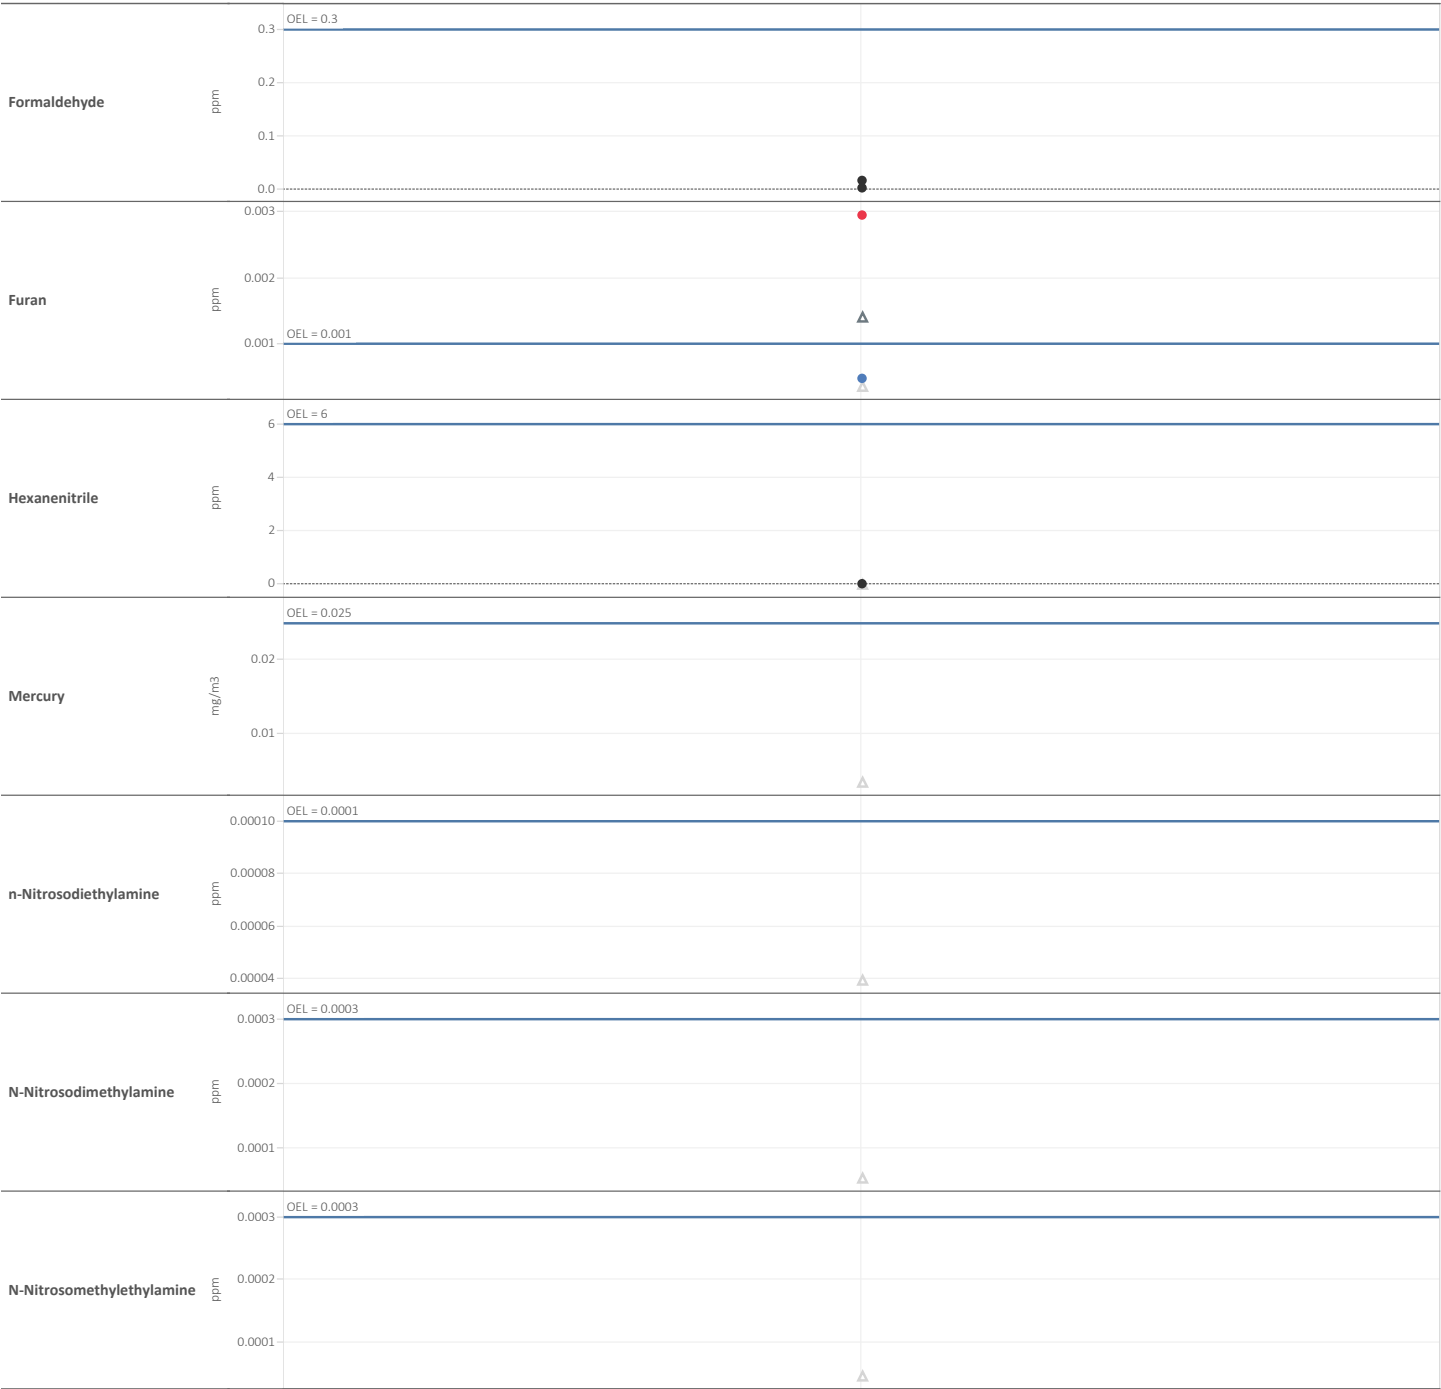 OEL = 0.3
0.3
0.2
Formaldehyde
ppm
0.1
0.0
0.003
0.002
Furan
ppm
OEL = 0.001
0.001
OEL = 6
6
4
Hexanenitrile
ppm
2
0
OEL = 0.025
0.02
Mercury
mg/m3
0.01
OEL = 0.0001
0.00010
0.00008
n-Nitrosodiethylamine
ppm
0.00006
0.00004
OEL = 0.0003
0.0003
0.0002
N-Nitrosodimethylamine
ppm
0.0001
OEL = 0.0003
0.0003
0.0002
N-Nitrosomethylethylamine
ppm
0.0001